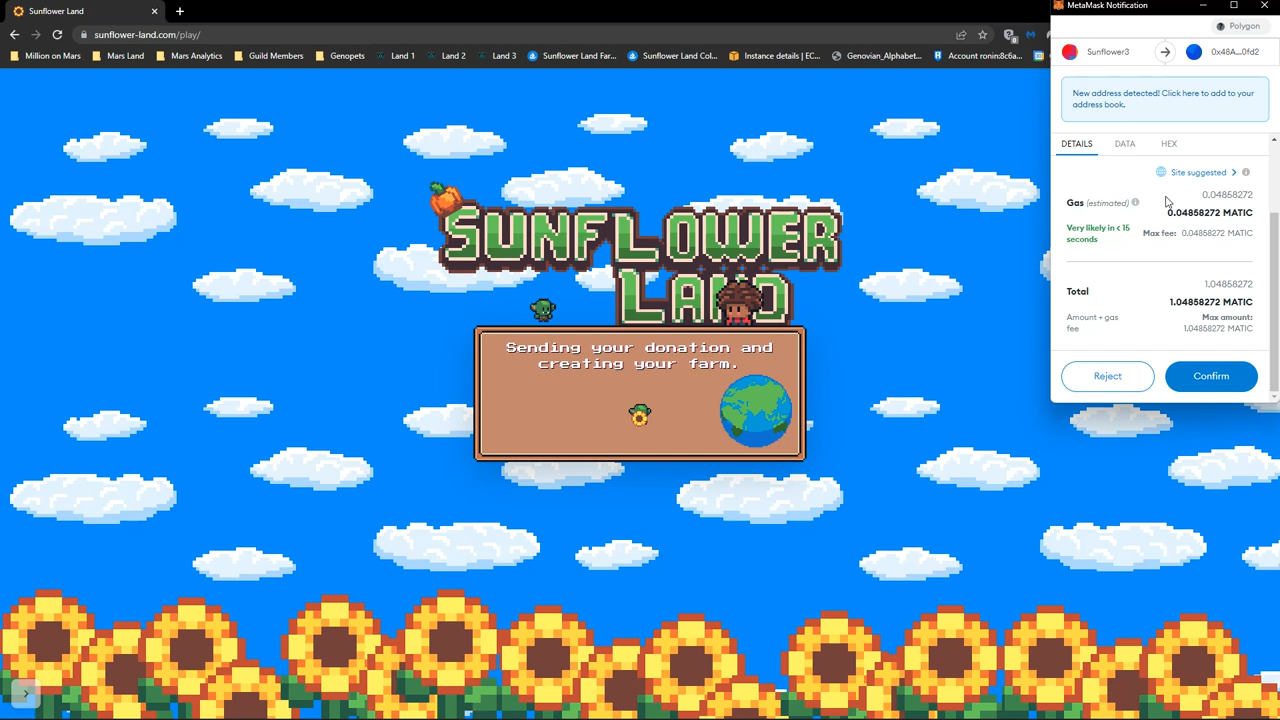 Sunflower Land
sunflower-land.com/play/
Million on Mars
Mars Land
Mars Analytics
Guild Members
Genopets
Land 1
Land 2
Land 3
Sunflower Land Far...
Sunflower Land Col...
Instance details | EC...
Genovian_Alphabet...
Account ronin:8c6a...
SUNFLOWER
LAND
Sending your donation and
creating your farm.
MetaMask Notification
Polygon
Sunflower3
0x48A...0fd2
New address detected! Click here to add to your
address book.
DETAILS
DATA
HEX
Site suggested
Gas (estimated)
0.04858272
0.04858272 MATIC
Very likely in < 15
seconds
Max fee: 0.04858272 MATIC
Total
1.04858272
1.04858272 MATIC
Amount + gas
fee
Max amount:
1.04858272 MATIC
Reject
Confirm